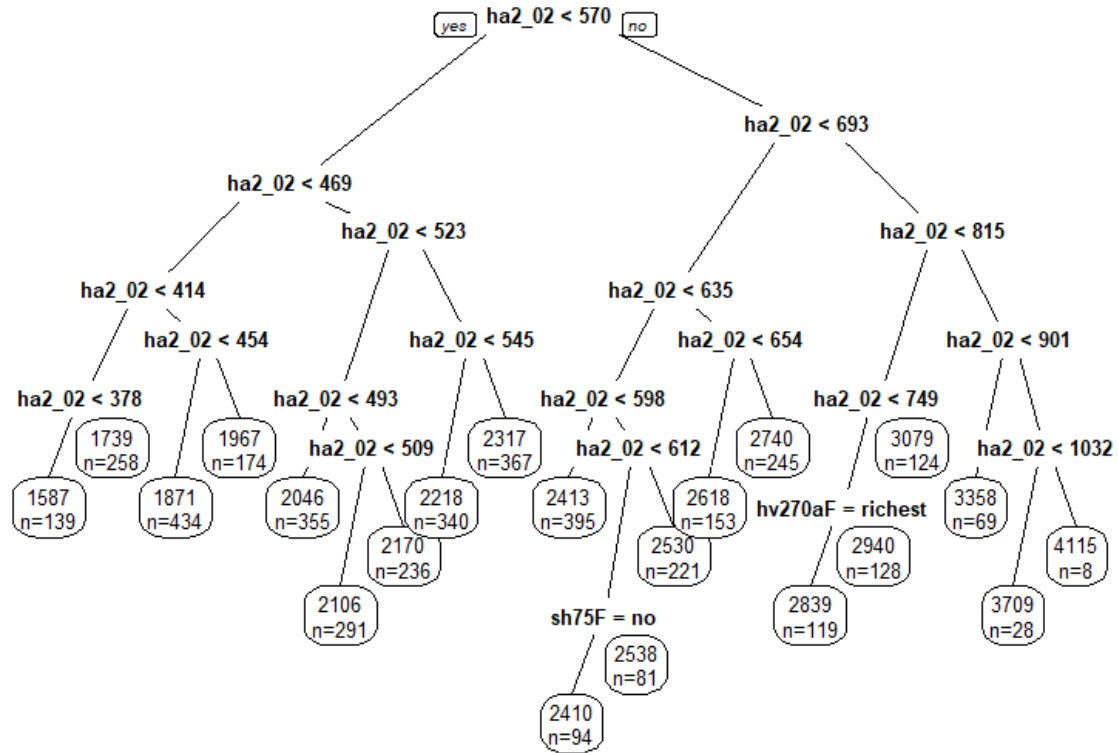 yes
ha2_02 < 570
no
ha2_02 < 693
ha2_02 < 469
ha2_02 < 523
ha2_02 < 815
ha2_02 < 414
ha2_02 < 635
ha2_02 < 454
ha2_02 < 545
ha2_02 < 654
ha2_02 < 901
ha2_02 < 378
ha2_02 < 493
ha2_02 < 598
ha2_02 < 749
1739
n=258
1967
n=174
ha2_02 < 509
2317
n=367
ha2_02 < 612
2740
n=245
3079
n=124
ha2_02 < 1032
1587
n=139
1871
n=434
2046
n=355
2218
n=340
2413
n=395
2618
n=153
hv270aF = richest
3358
n=69
2170
n=236
2530
n=221
2940
n=128
4115
n=8
2106
n=291
sh75F = no
2839
n=119
3709
n=28
2538
n=81
2410
n=94